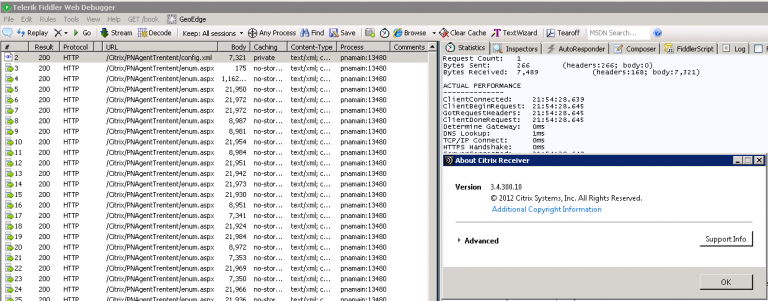 Telerik Fiddler Web Debugger
File Edit Rules Tools View Help GET /book GeoEdge
Replay Go Stream Decode Keep: All sessions Any Process Find Save Browse Clear Cache TextWizard Tearoff MSDN Search...
# Result Protocol URL Body Caching Content-Type Process Comments
2 200 HTTP /Citrix/PNAgentTrentent/config.xml 7,321 private text/xml; c... pnamain:13480
3 200 HTTP /Citrix/PNAgentTrentent/enum.aspx 175 no-stor... text/xml; c... pnamain:13480
4 200 HTTP /Citrix/PNAgentTrentent/enum.aspx 1,162... no-stor... text/xml; c... pnamain:13480
5 200 HTTP /Citrix/PNAgentTrentent/enum.aspx 21,950 no-stor... text/xml; c... pnamain:13480
6 200 HTTP /Citrix/PNAgentTrentent/enum.aspx 21,972 no-stor... text/xml; c... pnamain:13480
7 200 HTTP /Citrix/PNAgentTrentent/enum.aspx 21,972 no-stor... text/xml; c... pnamain:13480
8 200 HTTP /Citrix/PNAgentTrentent/enum.aspx 8,987 no-stor... text/xml; c... pnamain:13480
9 200 HTTP /Citrix/PNAgentTrentent/enum.aspx 8,981 no-stor... text/xml; c... pnamain:13480
10 200 HTTP /Citrix/PNAgentTrentent/enum.aspx 21,954 no-stor... text/xml; c... pnamain:13480
11 200 HTTP /Citrix/PNAgentTrentent/enum.aspx 8,984 no-stor... text/xml; c... pnamain:13480
12 200 HTTP /Citrix/PNAgentTrentent/enum.aspx 21,951 no-stor... text/xml; c... pnamain:13480
13 200 HTTP /Citrix/PNAgentTrentent/enum.aspx 21,942 no-stor... text/xml; c... pnamain:13480
14 200 HTTP /Citrix/PNAgentTrentent/enum.aspx 21,973 no-stor... text/xml; c... pnamain:13480
15 200 HTTP /Citrix/PNAgentTrentent/enum.aspx 21,930 no-stor... text/xml; c... pnamain:13480
16 200 HTTP /Citrix/PNAgentTrentent/enum.aspx 8,951 no-stor... text/xml; c... pnamain:13480
17 200 HTTP /Citrix/PNAgentTrentent/enum.aspx 7,341 no-stor... text/xml; c... pnamain:13480
18 200 HTTP /Citrix/PNAgentTrentent/enum.aspx 21,924 no-stor... text/xml; c... pnamain:13480
19 200 HTTP /Citrix/PNAgentTrentent/enum.aspx 21,984 no-stor... text/xml; c... pnamain:13480
20 200 HTTP /Citrix/PNAgentTrentent/enum.aspx 8,972 no-stor... text/xml; c... pnamain:13480
21 200 HTTP /Citrix/PNAgentTrentent/enum.aspx 7,353 no-stor... text/xml; c... pnamain:13480
22 200 HTTP /Citrix/PNAgentTrentent/enum.aspx 21,969 no-stor... text/xml; c... pnamain:13480
23 200 HTTP /Citrix/PNAgentTrentent/enum.aspx 7,350 no-stor... text/xml; c... pnamain:13480
24 200 HTTP /Citrix/PNAgentTrentent/enum.aspx 21,966 no-stor... text/xml; c... pnamain:13480
25 200 HTTP /Citrix/PNAgentTrentent/enum.aspx 21,936 no-stor... text/xml; c... pnamain:13480
Statistics Inspectors AutoResponder Composer FiddlerScript Log
Request Count: 1
Bytes Sent: 266 (headers:266; body:0)
Bytes Received: 7,489 (headers:168; body:7,321)
ACTUAL PERFORMANCE
--------------
ClientConnected: 21:54:28.639
ClientBeginRequest: 21:54:28.645
GotRequestHeaders: 21:54:28.645
ClientDoneRequest: 21:54:28.645
Determine Gateway: 0ms
DNS Lookup: 1ms
TCP/IP Connect: 0ms
HTTPS Handshake: 0ms
About Citrix Receiver
Version 3.4.300.10
© 2012 Citrix Systems, Inc. All Rights Reserved.
Additional Copyright Information
Advanced
Support Info
OK